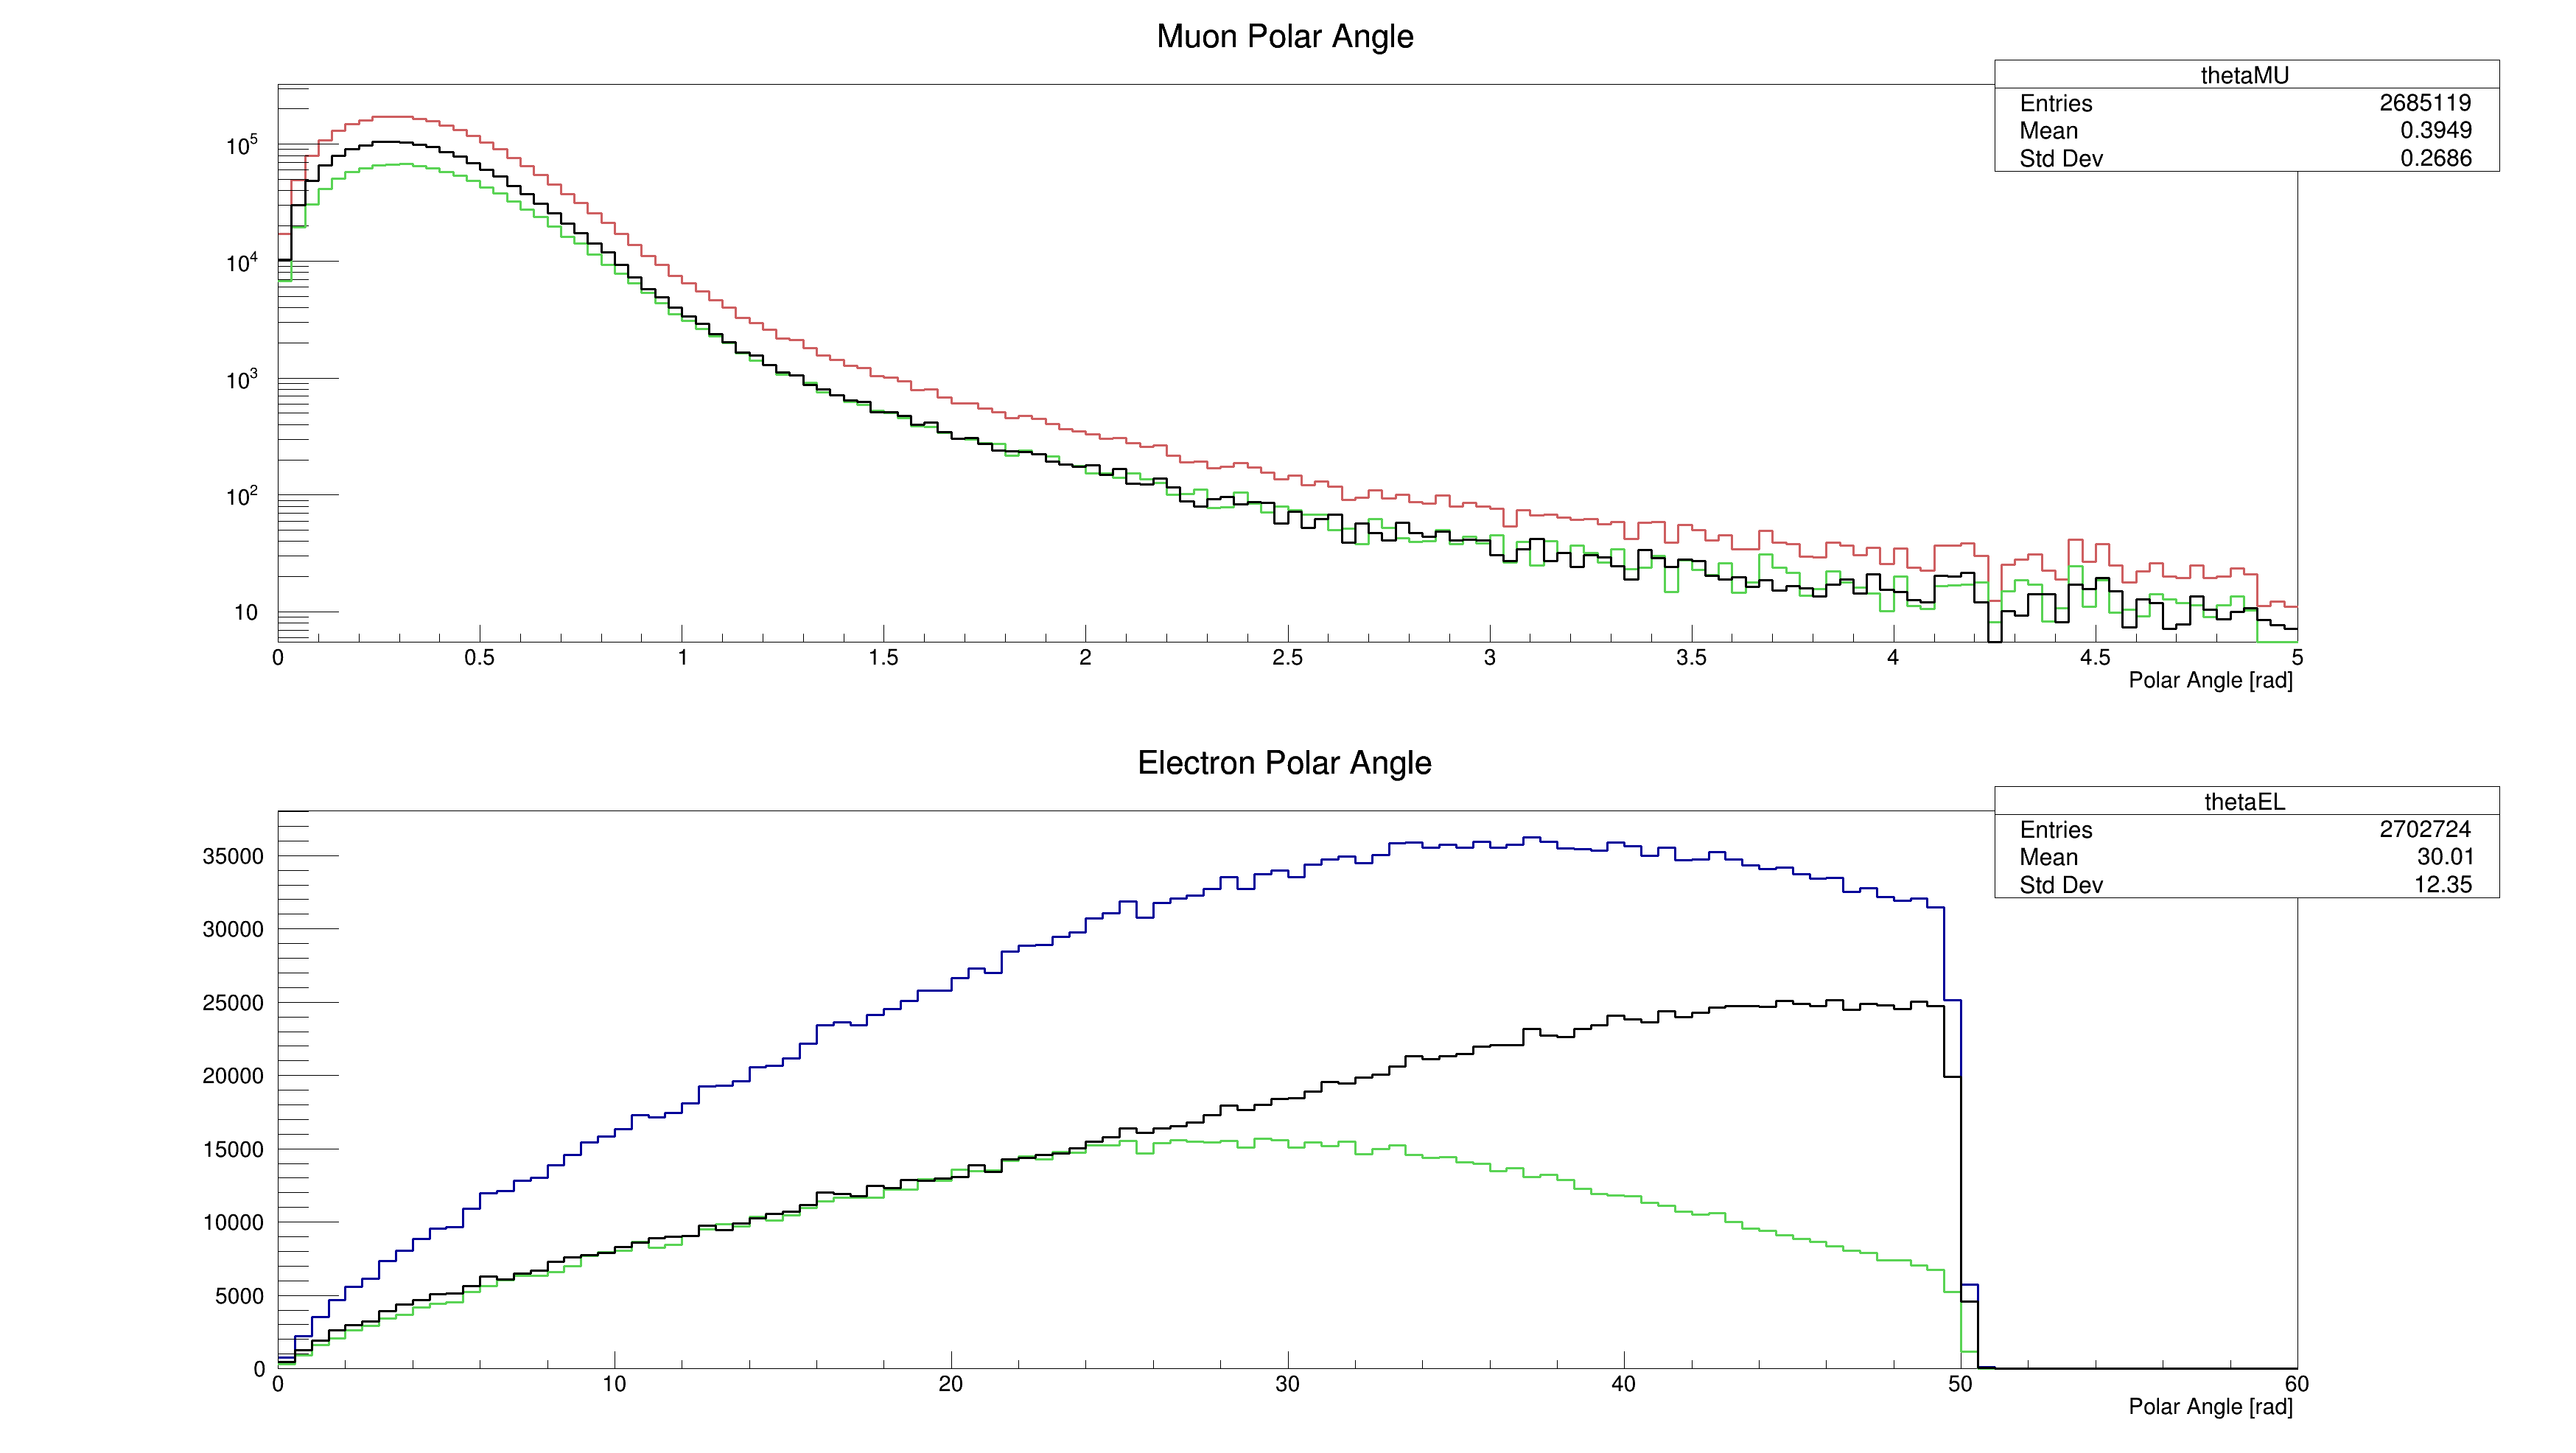 Muon Polar Angle
thetaMU
Entries 2685119
Mean 0.3949
Std Dev 0.2686
10^5
10^4
10^3
10^2
10
0 0.5 1 1.5 2 2.5 3 3.5 4 4.5 5
Polar Angle [rad]
Electron Polar Angle
thetaEL
Entries 2702724
Mean 30.01
Std Dev 12.35
35000
30000
25000
20000
15000
10000
5000
0
0 10 20 30 40 50 60
Polar Angle [rad]